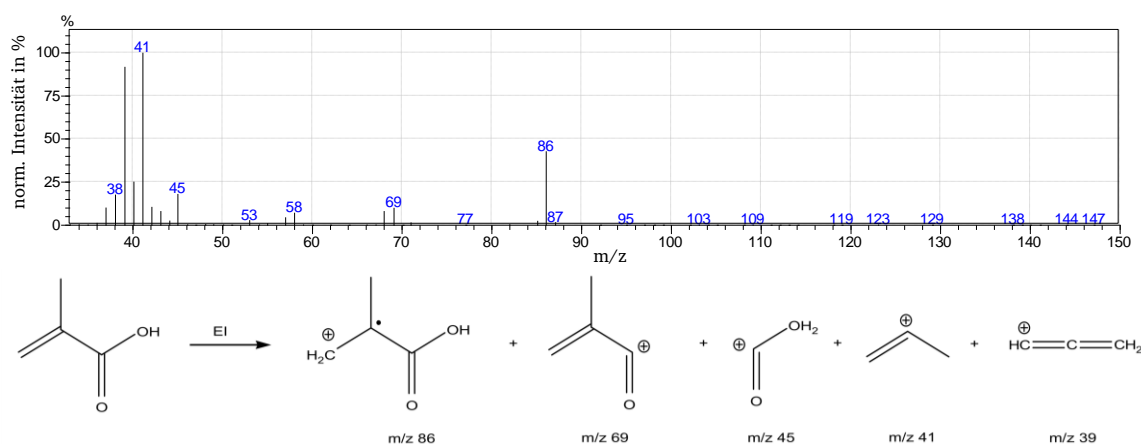 %
norm. Intensität in %
100
75
50
25
0
41
38
45
53
58
69
77
86
87
95
103
109
119
123
129
138
144
147
40 50 60 70 80 90 100 110 120 130 140 150
m/z
OH
O
EI
⊕
H₂C
•
OH
O
+
⊕
O
+
⊕
OH₂
O
+
⊕
+
⊕
HC C CH₂
m/z 86 m/z 69 m/z 45 m/z 41 m/z 39